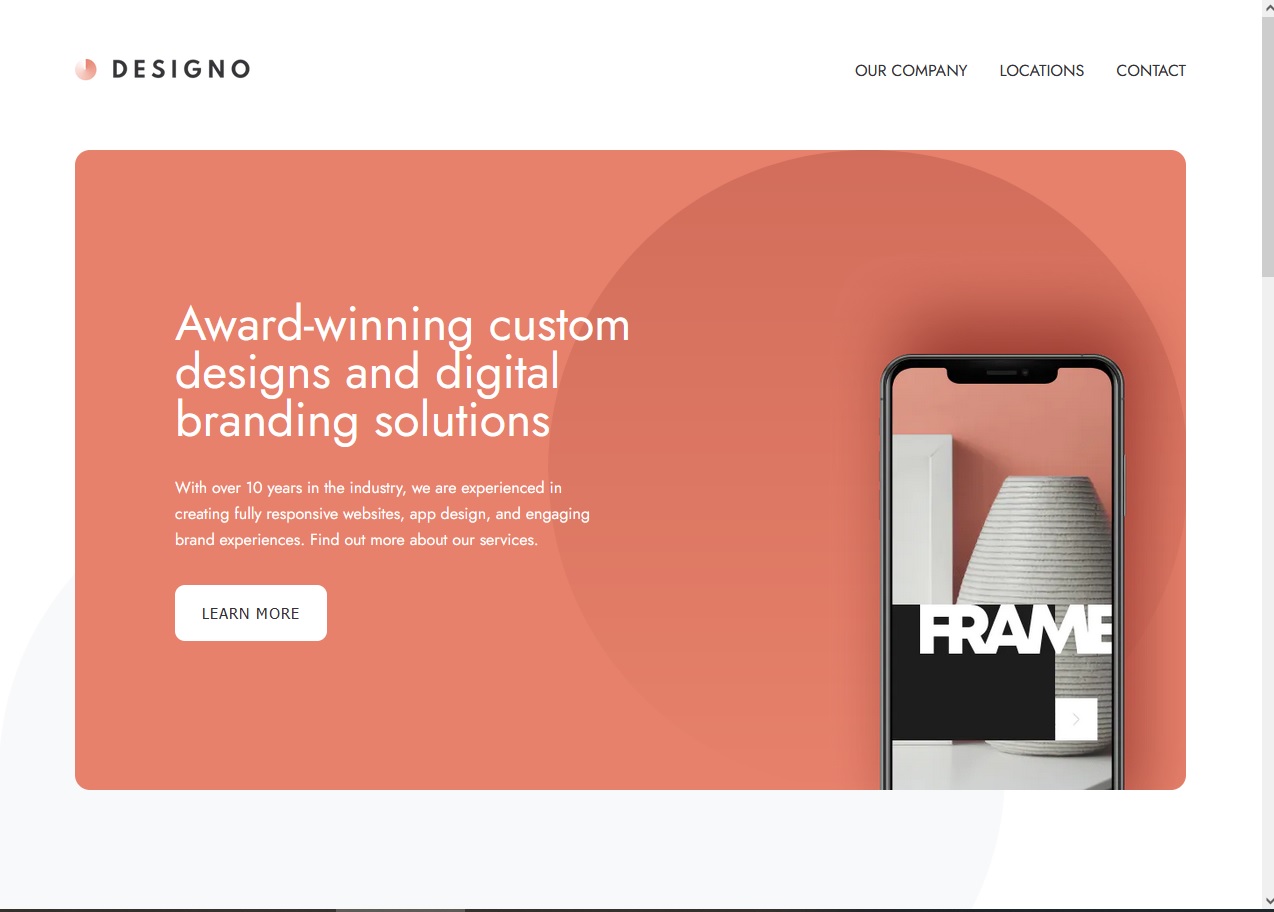 DESIGNO
OUR COMPANY LOCATIONS CONTACT
Award-winning custom
designs and digital
branding solutions
With over 10 years in the industry, we are experienced in
creating fully responsive websites, app design, and engaging
brand experiences. Find out more about our services.
LEARN MORE
FRAME